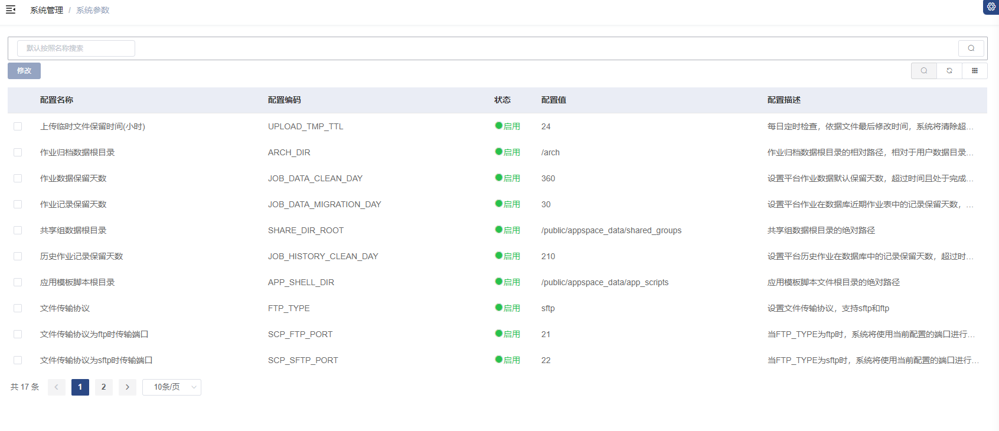 系统管理 / 系统参数
默认按照名称搜索
修改
配置名称 配置编码 状态 配置值 配置描述
上传临时文件保留时间(小时) UPLOAD_TMP_TTL 启用 24 每日定时检查，依据文件最后修改时间，系统将清除超...
作业归档数据根目录 ARCH_DIR 启用 /arch 作业归档数据根目录的相对路径，相对于用户数据目录...
作业数据保留天数 JOB_DATA_CLEAN_DAY 启用 360 设置平台作业数据默认保留天数，超过时间且处于完成...
作业记录保留天数 JOB_DATA_MIGRATION_DAY 启用 30 设置平台作业在数据库近期作业表中的记录保留天数，...
共享组数据根目录 SHARE_DIR_ROOT 启用 /public/appspace_data/shared_groups 共享组数据根目录的绝对路径
历史作业记录保留天数 JOB_HISTORY_CLEAN_DAY 启用 210 设置平台历史作业在数据库中的记录保留天数，超过时...
应用模板脚本根目录 APP_SHELL_DIR 启用 /public/appspace_data/app_scripts 应用模板脚本文件根目录的绝对路径
文件传输协议 FTP_TYPE 启用 sftp 设置文件传输协议，支持sftp和ftp
文件传输协议为ftp时传输端口 SCP_FTP_PORT 启用 21 当FTP_TYPE为ftp时，系统将使用当前配置的端口进行...
文件传输协议为sftp时传输端口 SCP_SFTP_PORT 启用 22 当FTP_TYPE为sftp时，系统将使用当前配置的端口进行...
共 17 条 < 1 2 > 10条/页